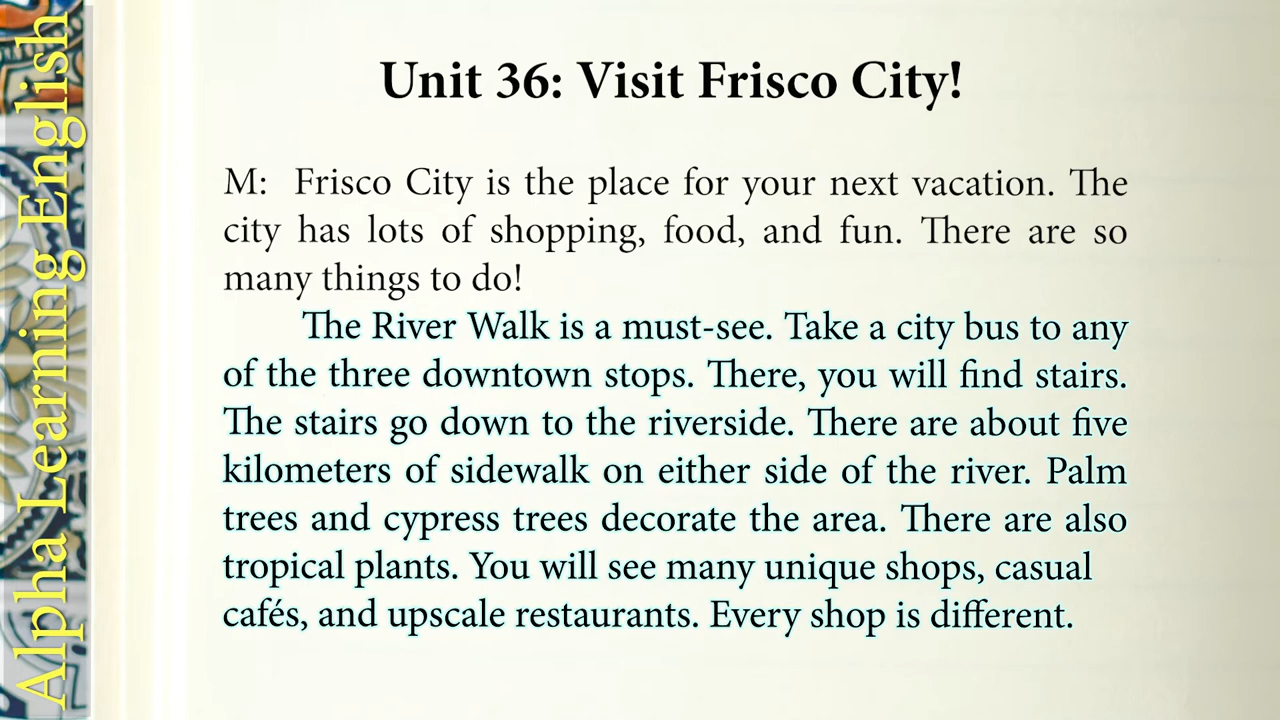 Alpha Learning English
Unit 36: Visit Frisco City!
M: Frisco City is the place for your next vacation. The
city has lots of shopping, food, and fun. There are so
many things to do!
The River Walk is a must-see. Take a city bus to any
of the three downtown stops. There, you will find stairs.
The stairs go down to the riverside. There are about five
kilometers of sidewalk on either side of the river. Palm
trees and cypress trees decorate the area. There are also
tropical plants. You will see many unique shops, casual
cafés, and upscale restaurants. Every shop is different.